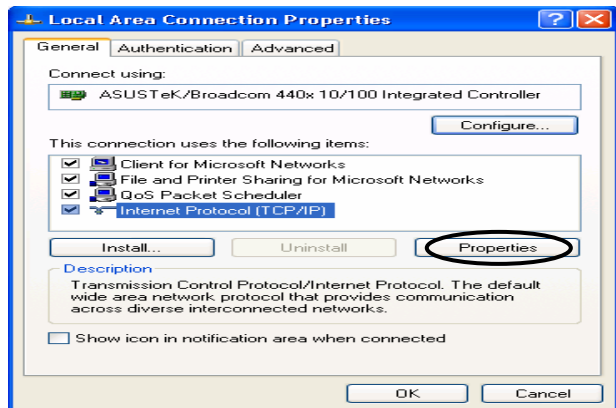 Local Area Connection Properties
General Authentication Advanced
Connect using:
ASUSTeK/Broadcom 440x 10/100 Integrated Controller
Configure...
This connection uses the following items:
Client for Microsoft Networks
File and Printer Sharing for Microsoft Networks
QoS Packet Scheduler
Internet Protocol (TCP/IP)
Install... Uninstall Properties
Description
Transmission Control Protocol/Internet Protocol. The default
wide area network protocol that provides communication
across diverse interconnected networks.
Show icon in notification area when connected
OK Cancel